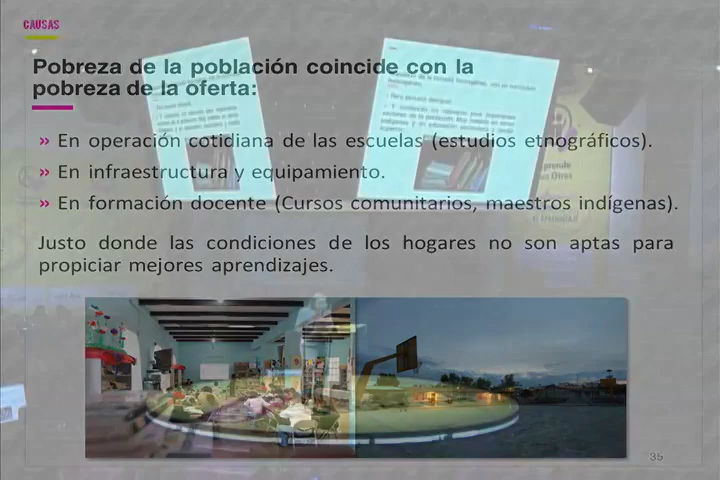 CAUSAS
Pobreza de la población coincide con la
pobreza de la oferta:
» En operación cotidiana de las escuelas (estudios etnográficos).
» En infraestructura y equipamiento.
» En formación docente (Cursos comunitarios, maestros indígenas).
Justo donde las condiciones de los hogares no son aptas para
propiciar mejores aprendizajes.
35